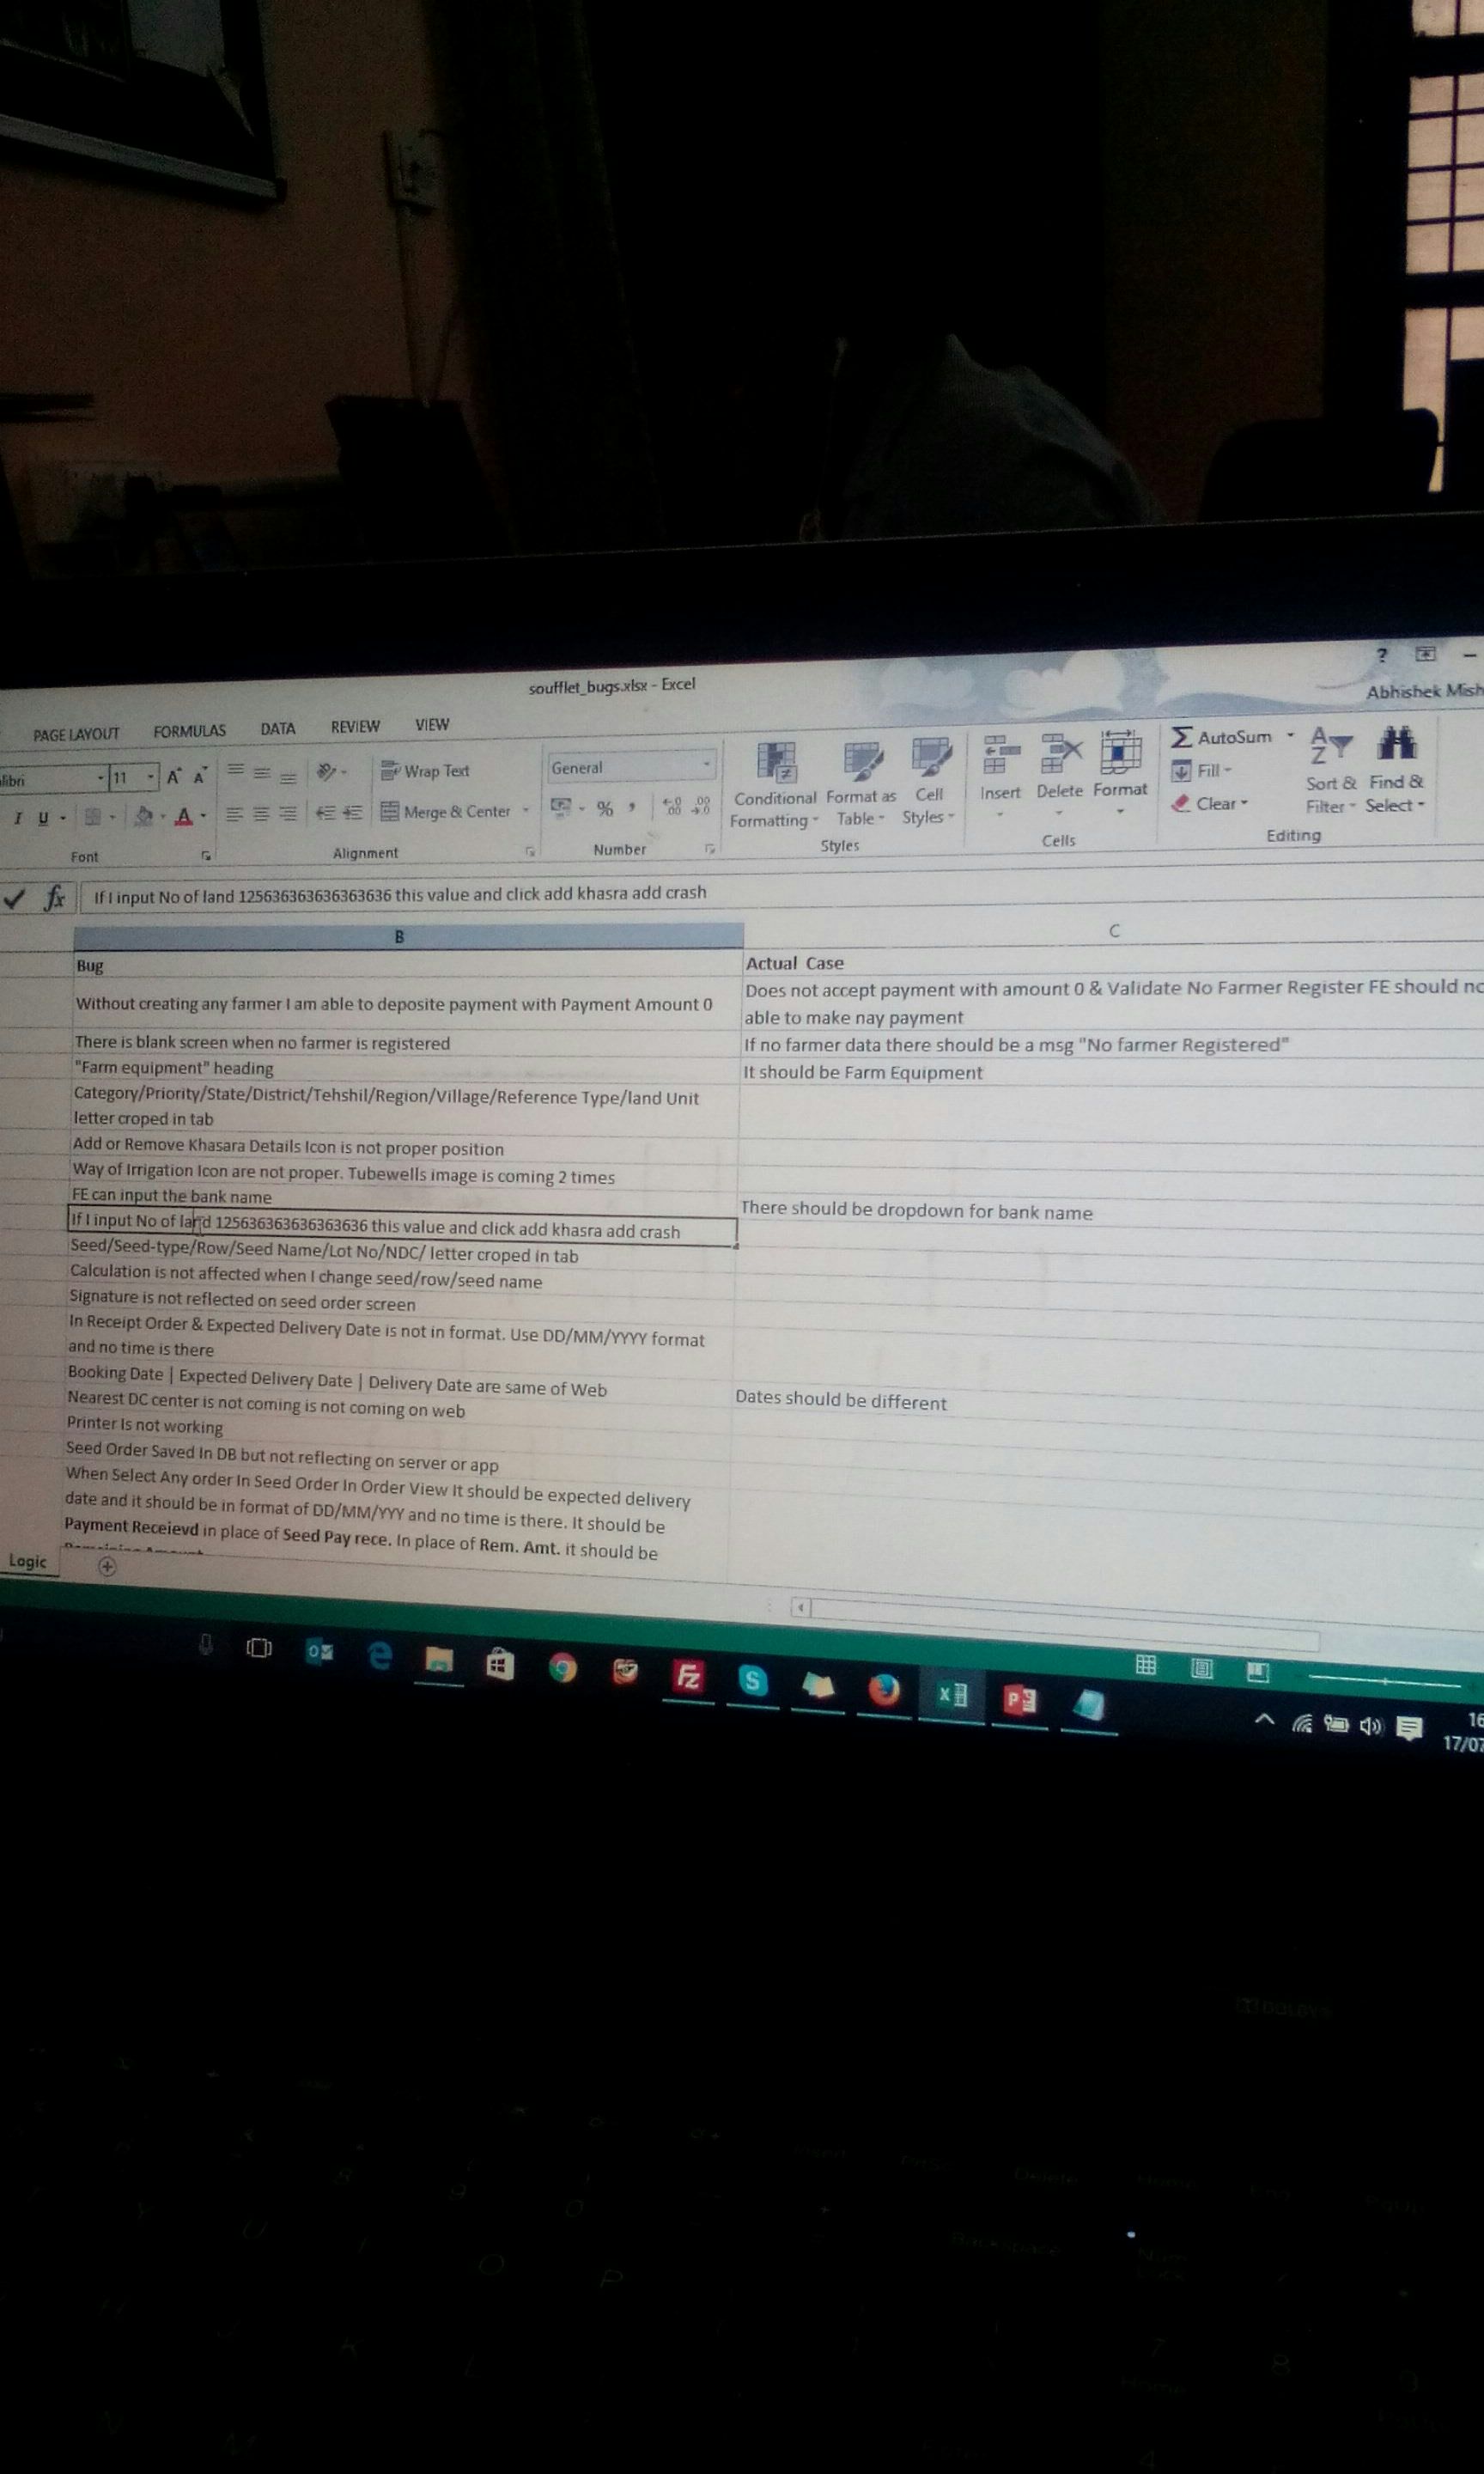 soufflet_bugs.xlsx - Excel
?
Abhishek Mish
PAGE LAYOUT FORMULAS DATA REVIEW VIEW
libri 11 A A
Wrap Text
General
Conditional Formatting
Format as Table
Cell Styles
Insert Delete Format
AutoSum
Fill
Clear
Sort & Filter
Find & Select
I U A
Merge & Center
%
Font Alignment Number Styles Cells Editing
fx If I input No of land 125636363636363636 this value and click add khasra add crash
B C
Bug Actual Case
Without creating any farmer I am able to deposite payment with Payment Amount 0
Does not accept payment with amount 0 & Validate No Farmer Register FE should no
able to make nay payment
There is blank screen when no farmer is registered
If no farmer data there should be a msg "No farmer Registered"
"Farm equipment" heading
It should be Farm Equipment
Category/Priority/State/District/Tehshil/Region/Village/Reference Type/land Unit
letter croped in tab
Add or Remove Khasara Details Icon is not proper position
Way of Irrigation Icon are not proper. Tubewells image is coming 2 times
FE can input the bank name
There should be dropdown for bank name
If I input No of land 125636363636363636 this value and click add khasra add crash
Seed/Seed-type/Row/Seed Name/Lot No/NDC/ letter croped in tab
Calculation is not affected when I change seed/row/seed name
Signature is not reflected on seed order screen
In Receipt Order & Expected Delivery Date is not in format. Use DD/MM/YYYY format
and no time is there
Booking Date | Expected Delivery Date | Delivery Date are same of Web
Dates should be different
Nearest DC center is not coming is not coming on web
Printer Is not working
Seed Order Saved In DB but not reflecting on server or app
When Select Any order In Seed Order In Order View It should be expected delivery
date and it should be in format of DD/MM/YYY and no time is there. It should be
Payment Receievd in place of Seed Pay rece. In place of Rem. Amt. it should be
Logic
16
17/07